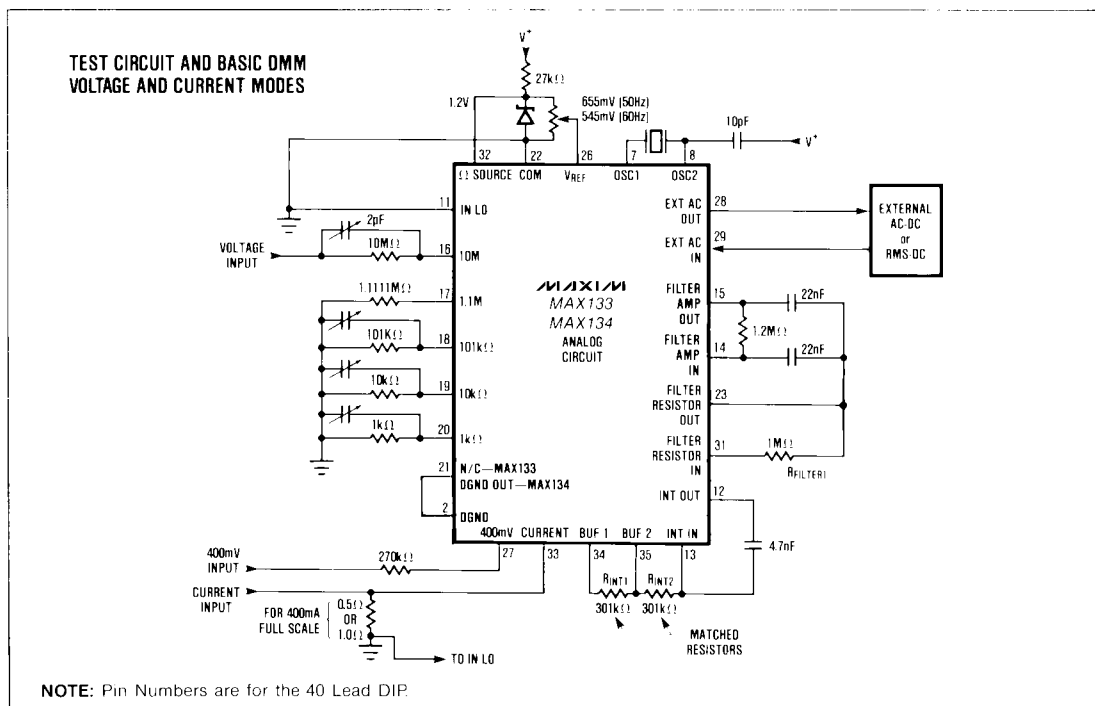 TEST CIRCUIT AND BASIC DMM
VOLTAGE AND CURRENT MODES
V+
27kΩ
1.2V
655mV (50Hz)
545mV (60Hz)
10pF
V+
32
22
26
7
8
Ω SOURCE
COM
VREF
OSC1
OSC2
11
IN LO
2pF
VOLTAGE
INPUT
10MΩ
16
10M
1.1111MΩ
17
1.1M
101KΩ
18
101kΩ
10kΩ
19
10kΩ
1kΩ
20
1kΩ
21
N/C—MAX133
DGND OUT—MAX134
2
DGND
MAXIM
MAX133
MAX134
ANALOG
CIRCUIT
EXT AC
OUT
28
EXT AC
IN
29
EXTERNAL
AC-DC
or
RMS-DC
FILTER
AMP
OUT
15
22nF
1.2MΩ
FILTER
AMP
IN
14
22nF
FILTER
RESISTOR
OUT
23
FILTER
RESISTOR
IN
31
1MΩ
RFILTER1
INT OUT
12
4.7nF
400mV
CURRENT
BUF 1
BUF 2
INT IN
27
33
34
35
13
400mV
INPUT
270kΩ
CURRENT
INPUT
FOR 400mA
FULL SCALE
0.5Ω
OR
1.0Ω
TO IN LO
RINT1
RINT2
301kΩ
301kΩ
MATCHED
RESISTORS
NOTE: Pin Numbers are for the 40 Lead DIP.